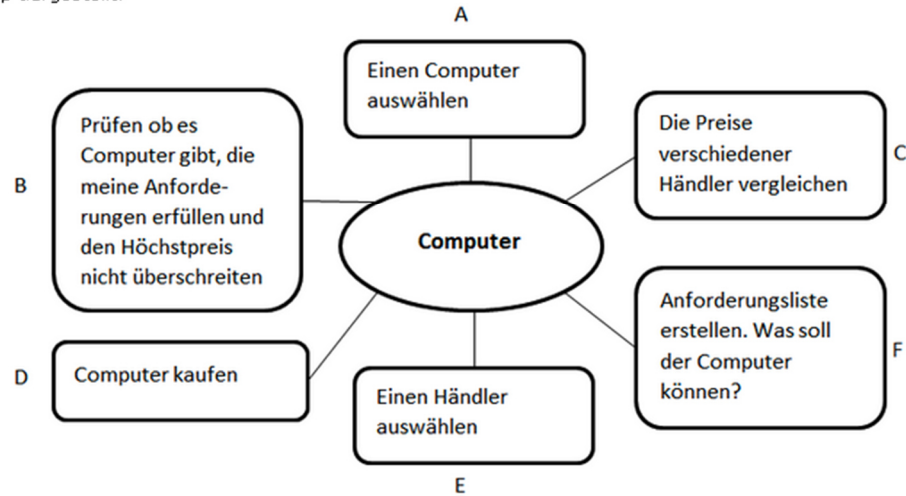 A
Einen Computer
auswählen
Prüfen ob es
Computer gibt, die
meine Anforde-
rungen erfüllen und
den Höchstpreis
nicht überschreiten
B
Die Preise
verschiedener
Händler vergleichen
C
Computer
Computer kaufen
D
Einen Händler
auswählen
E
Anforderungsliste
erstellen. Was soll
der Computer
können?
F